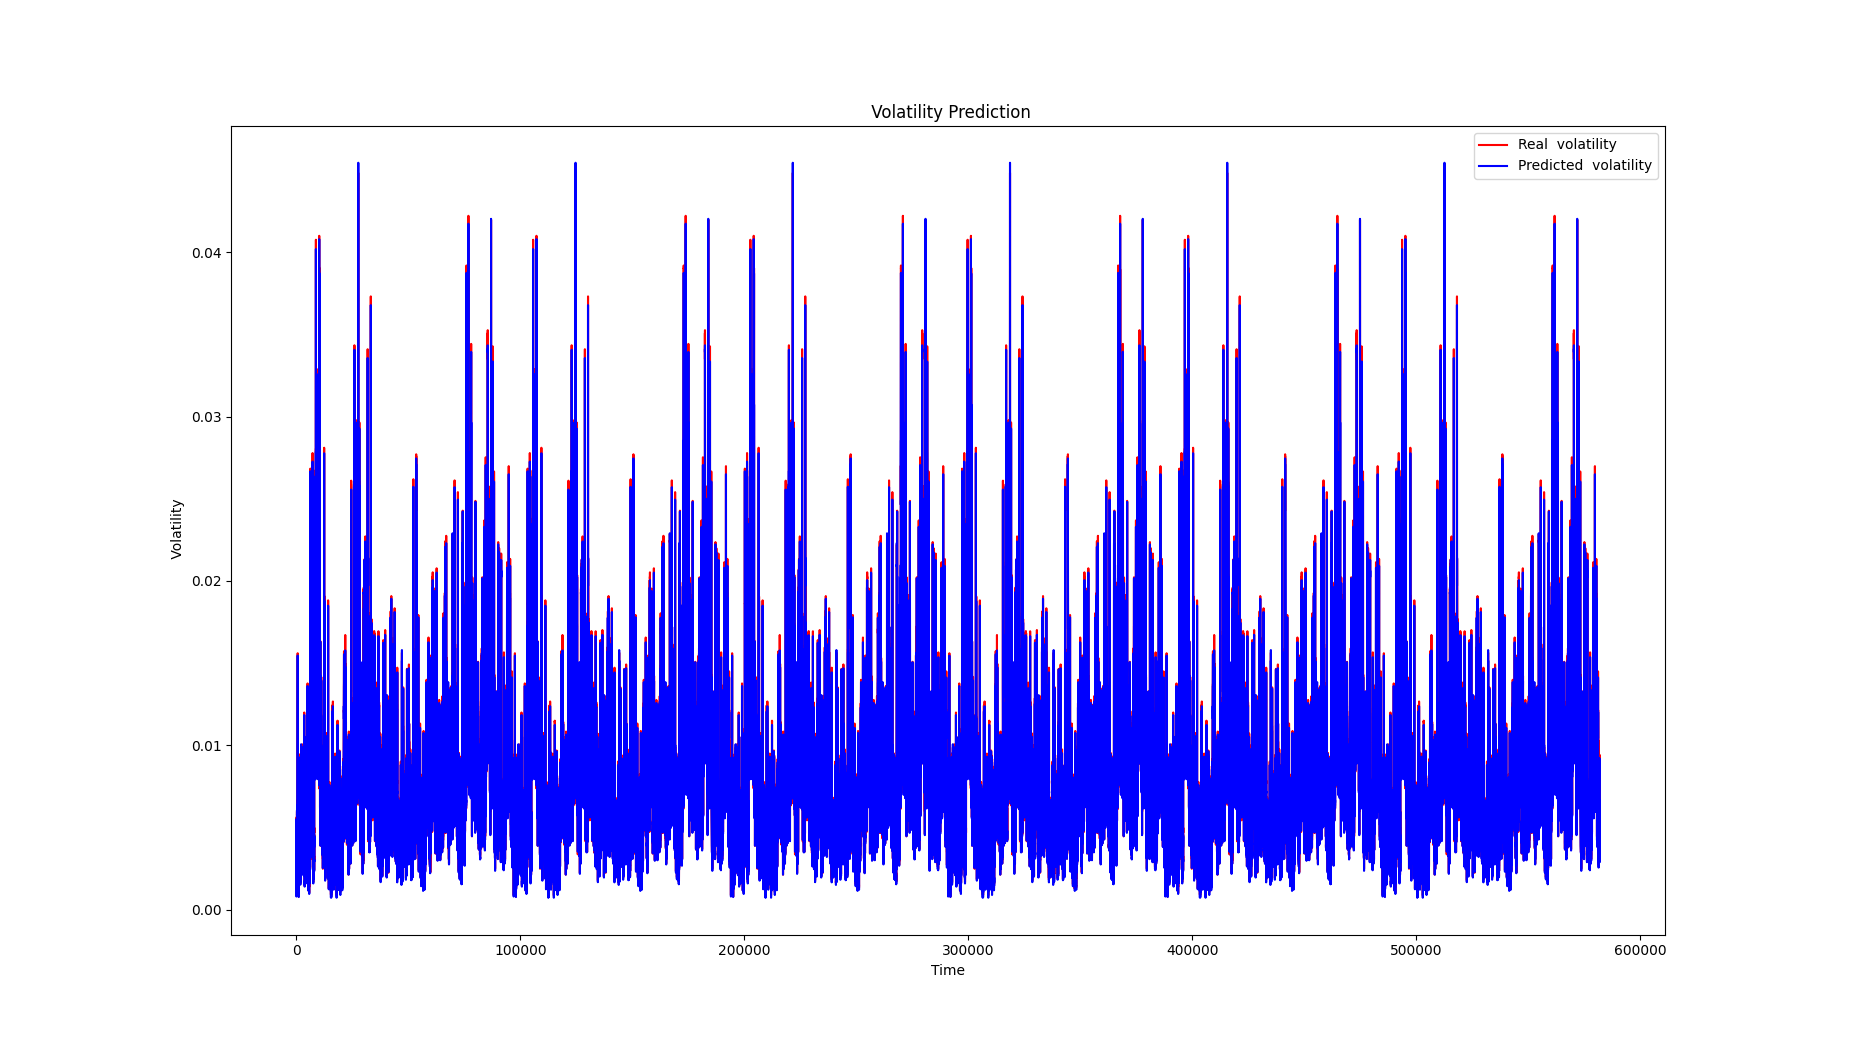 Volatility Prediction
Real  volatility
Predicted  volatility
0.04
0.03
0.02
0.01
0.00
Volatility
0
100000
200000
300000
400000
500000
600000
Time